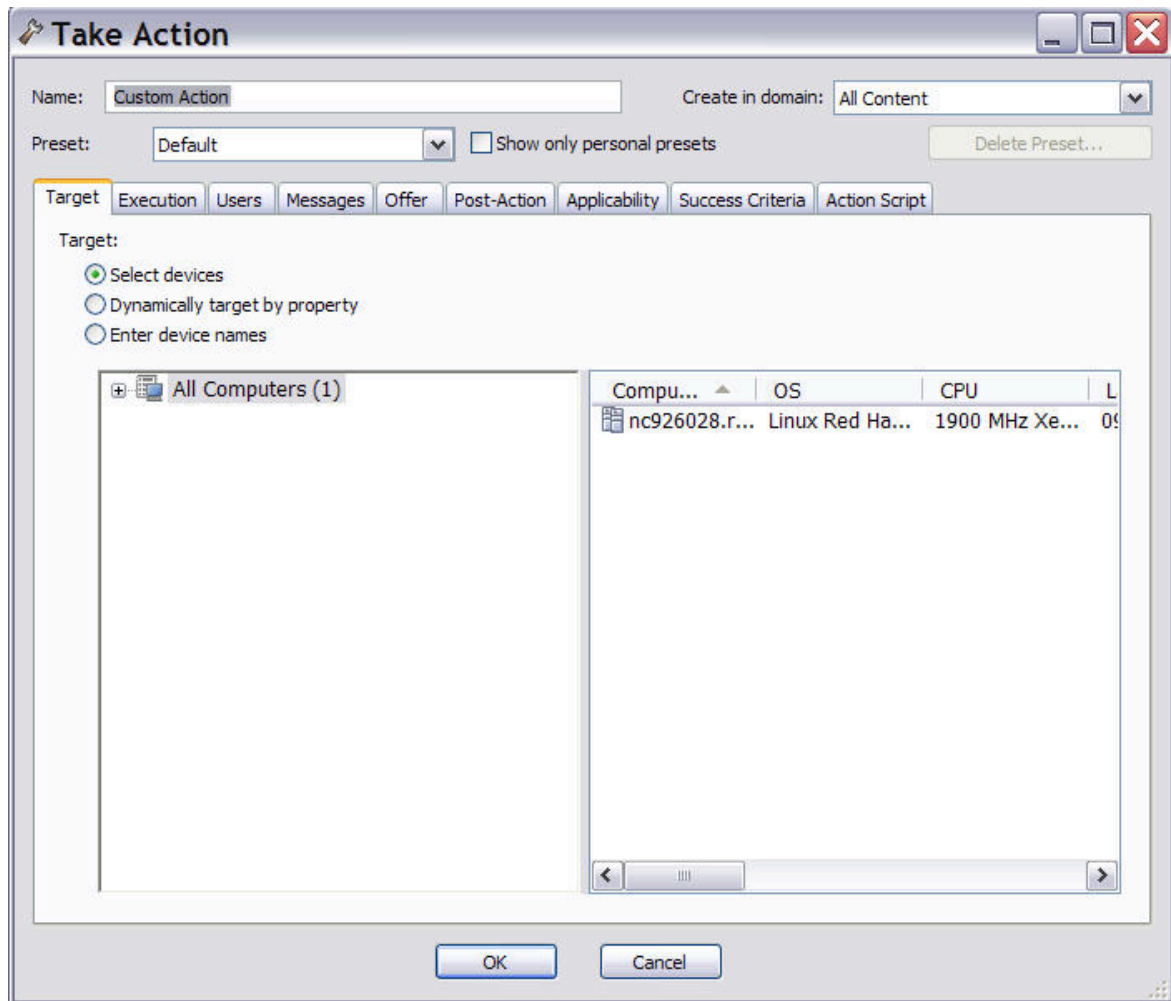 Take Action
Name: Custom Action Create in domain: All Content
Preset: Default Show only personal presets Delete Preset...
Target Execution Users Messages Offer Post-Action Applicability Success Criteria Action Script
Target:
Select devices
Dynamically target by property
Enter device names
All Computers (1) Compu... OS CPU L
nc926028.r... Linux Red Ha... 1900 MHz Xe... 09
OK Cancel